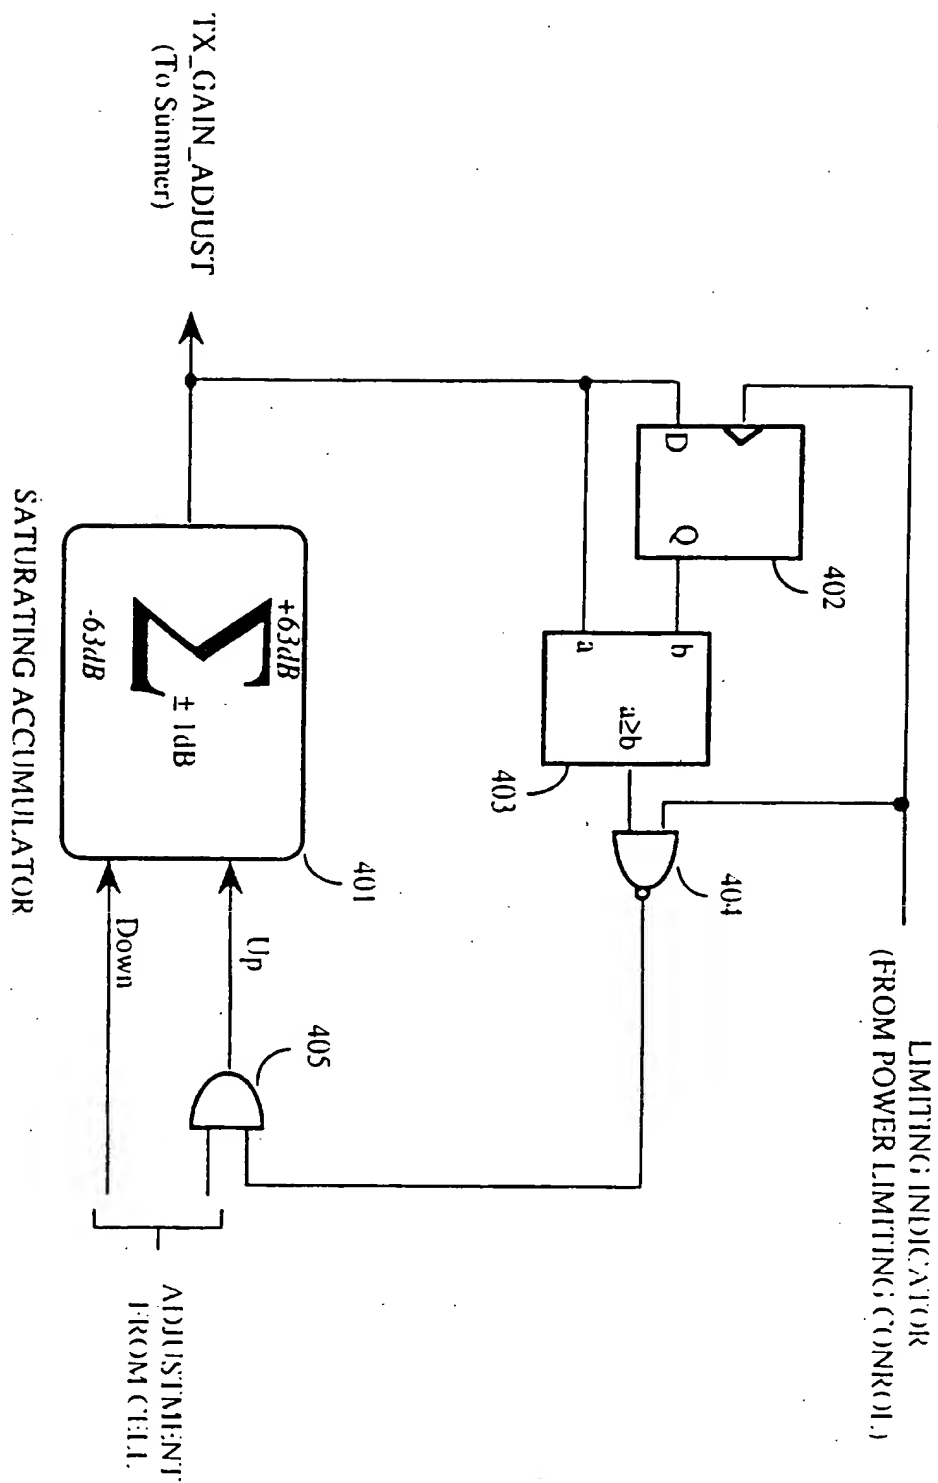 LIMITING INDICATOR
(FROM POWER LIMITING CONROL)
402
D
Q
b
a
a≥b
403
404
TX_GAIN_ADJUST
(To Summer)
+63dB
± 1dB
-63dB
401
Up
Down
405
SATURATING ACCUMULATOR
ADJUSTMENT
FROM CELL